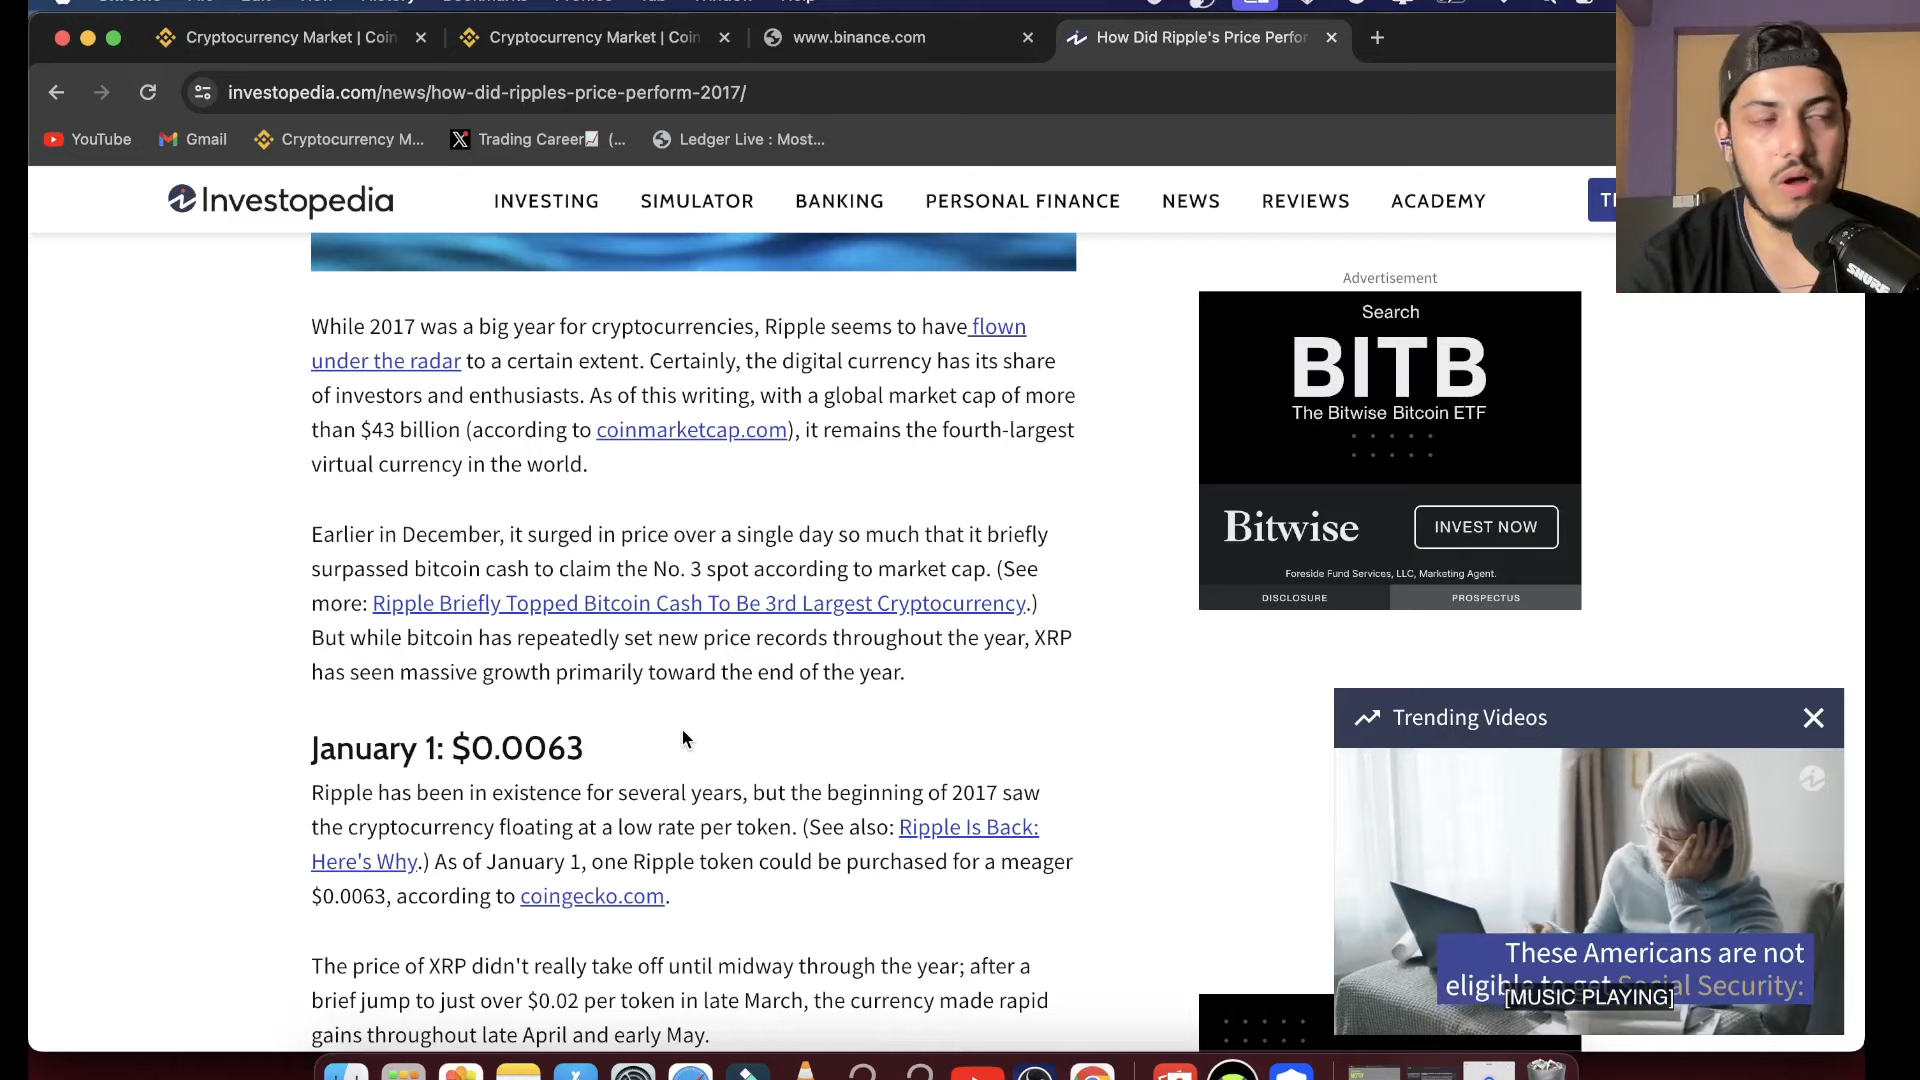 Cryptocurrency Market | Coin
Cryptocurrency Market | Coin
www.binance.com
How Did Ripple's Price Perfor
investopedia.com/news/how-did-ripples-price-perform-2017/
YouTube
Gmail
Cryptocurrency M...
Trading Career📈 (...
Ledger Live : Most...
Investopedia
INVESTING
SIMULATOR
BANKING
PERSONAL FINANCE
NEWS
REVIEWS
ACADEMY
While 2017 was a big year for cryptocurrencies, Ripple seems to have flown
under the radar to a certain extent. Certainly, the digital currency has its share
of investors and enthusiasts. As of this writing, with a global market cap of more
than $43 billion (according to coinmarketcap.com), it remains the fourth-largest
virtual currency in the world.
Earlier in December, it surged in price over a single day so much that it briefly
surpassed bitcoin cash to claim the No. 3 spot according to market cap. (See
more: Ripple Briefly Topped Bitcoin Cash To Be 3rd Largest Cryptocurrency.)
But while bitcoin has repeatedly set new price records throughout the year, XRP
has seen massive growth primarily toward the end of the year.
January 1: $0.0063
Ripple has been in existence for several years, but the beginning of 2017 saw
the cryptocurrency floating at a low rate per token. (See also: Ripple Is Back:
Here's Why.) As of January 1, one Ripple token could be purchased for a meager
$0.0063, according to coingecko.com.
The price of XRP didn't really take off until midway through the year; after a
brief jump to just over $0.02 per token in late March, the currency made rapid
gains throughout late April and early May.
Advertisement
Search
BITB
The Bitwise Bitcoin ETF
Bitwise
INVEST NOW
Foreside Fund Services, LLC, Marketing Agent.
DISCLOSURE
PROSPECTUS
Trending Videos
These Americans are not
eligible to get Social Security:
[MUSIC PLAYING]
SHURE